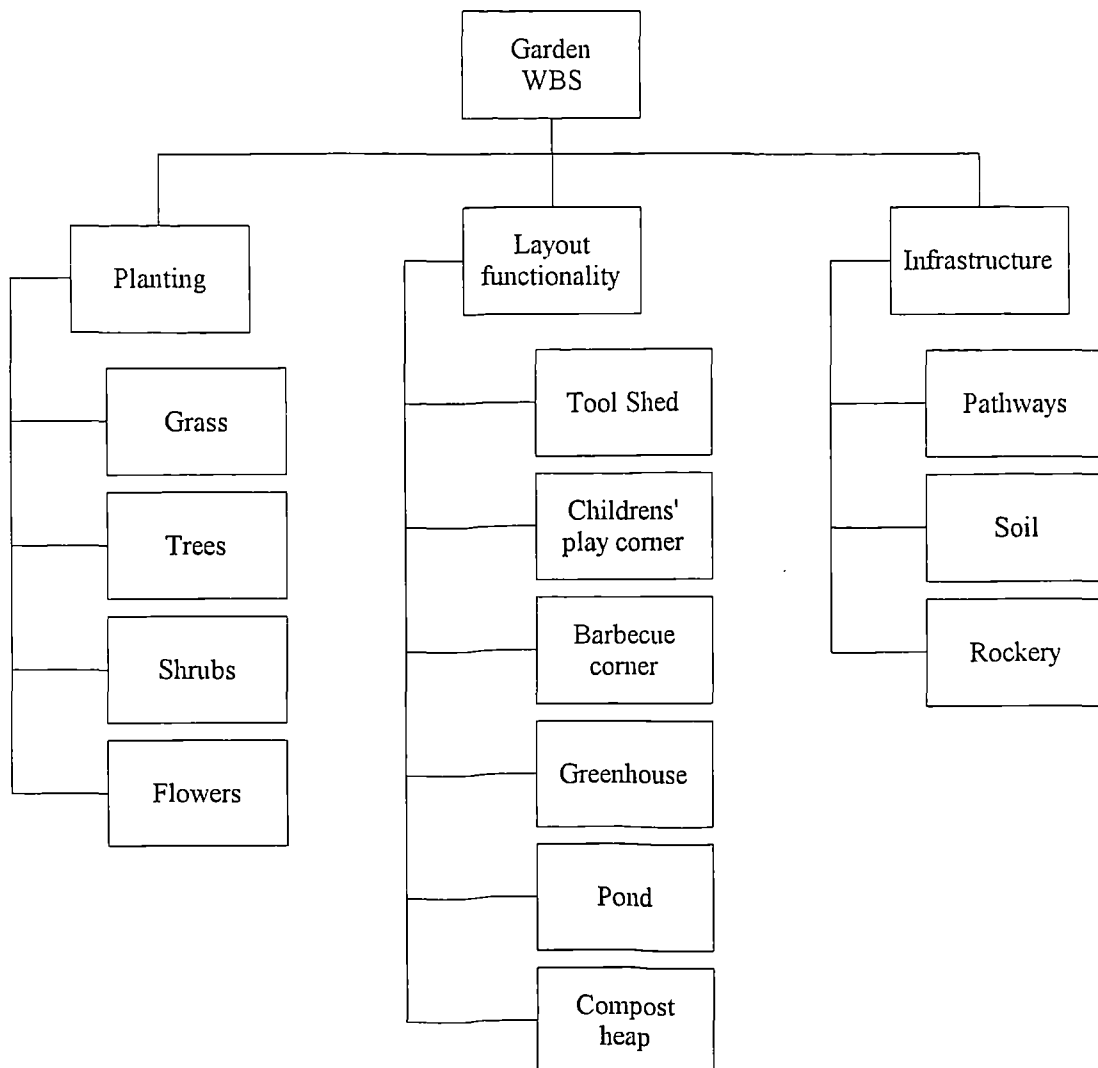 Garden
WBS
Planting
Grass
Trees
Shrubs
Flowers
Layout
functionality
Tool Shed
Childrens'
play corner
Barbecue
corner
Greenhouse
Pond
Compost
heap
Infrastructure
Pathways
Soil
Rockery